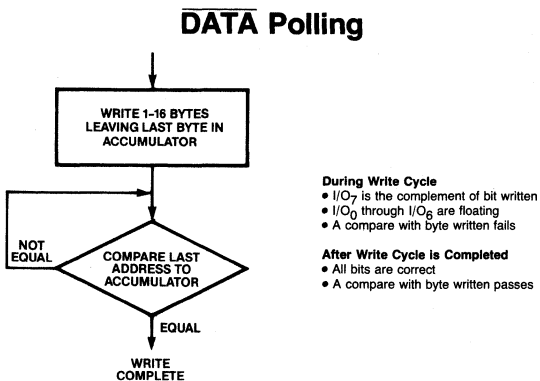 DATA Polling
WRITE 1-16 BYTES
LEAVING LAST BYTE IN
ACCUMULATOR
NOT
EQUAL
COMPARE LAST
ADDRESS TO
ACCUMULATOR
EQUAL
WRITE
COMPLETE
During Write Cycle
• I/O7 is the complement of bit written
• I/O0 through I/O6 are floating
• A compare with byte written fails
After Write Cycle is Completed
• All bits are correct
• A compare with byte written passes